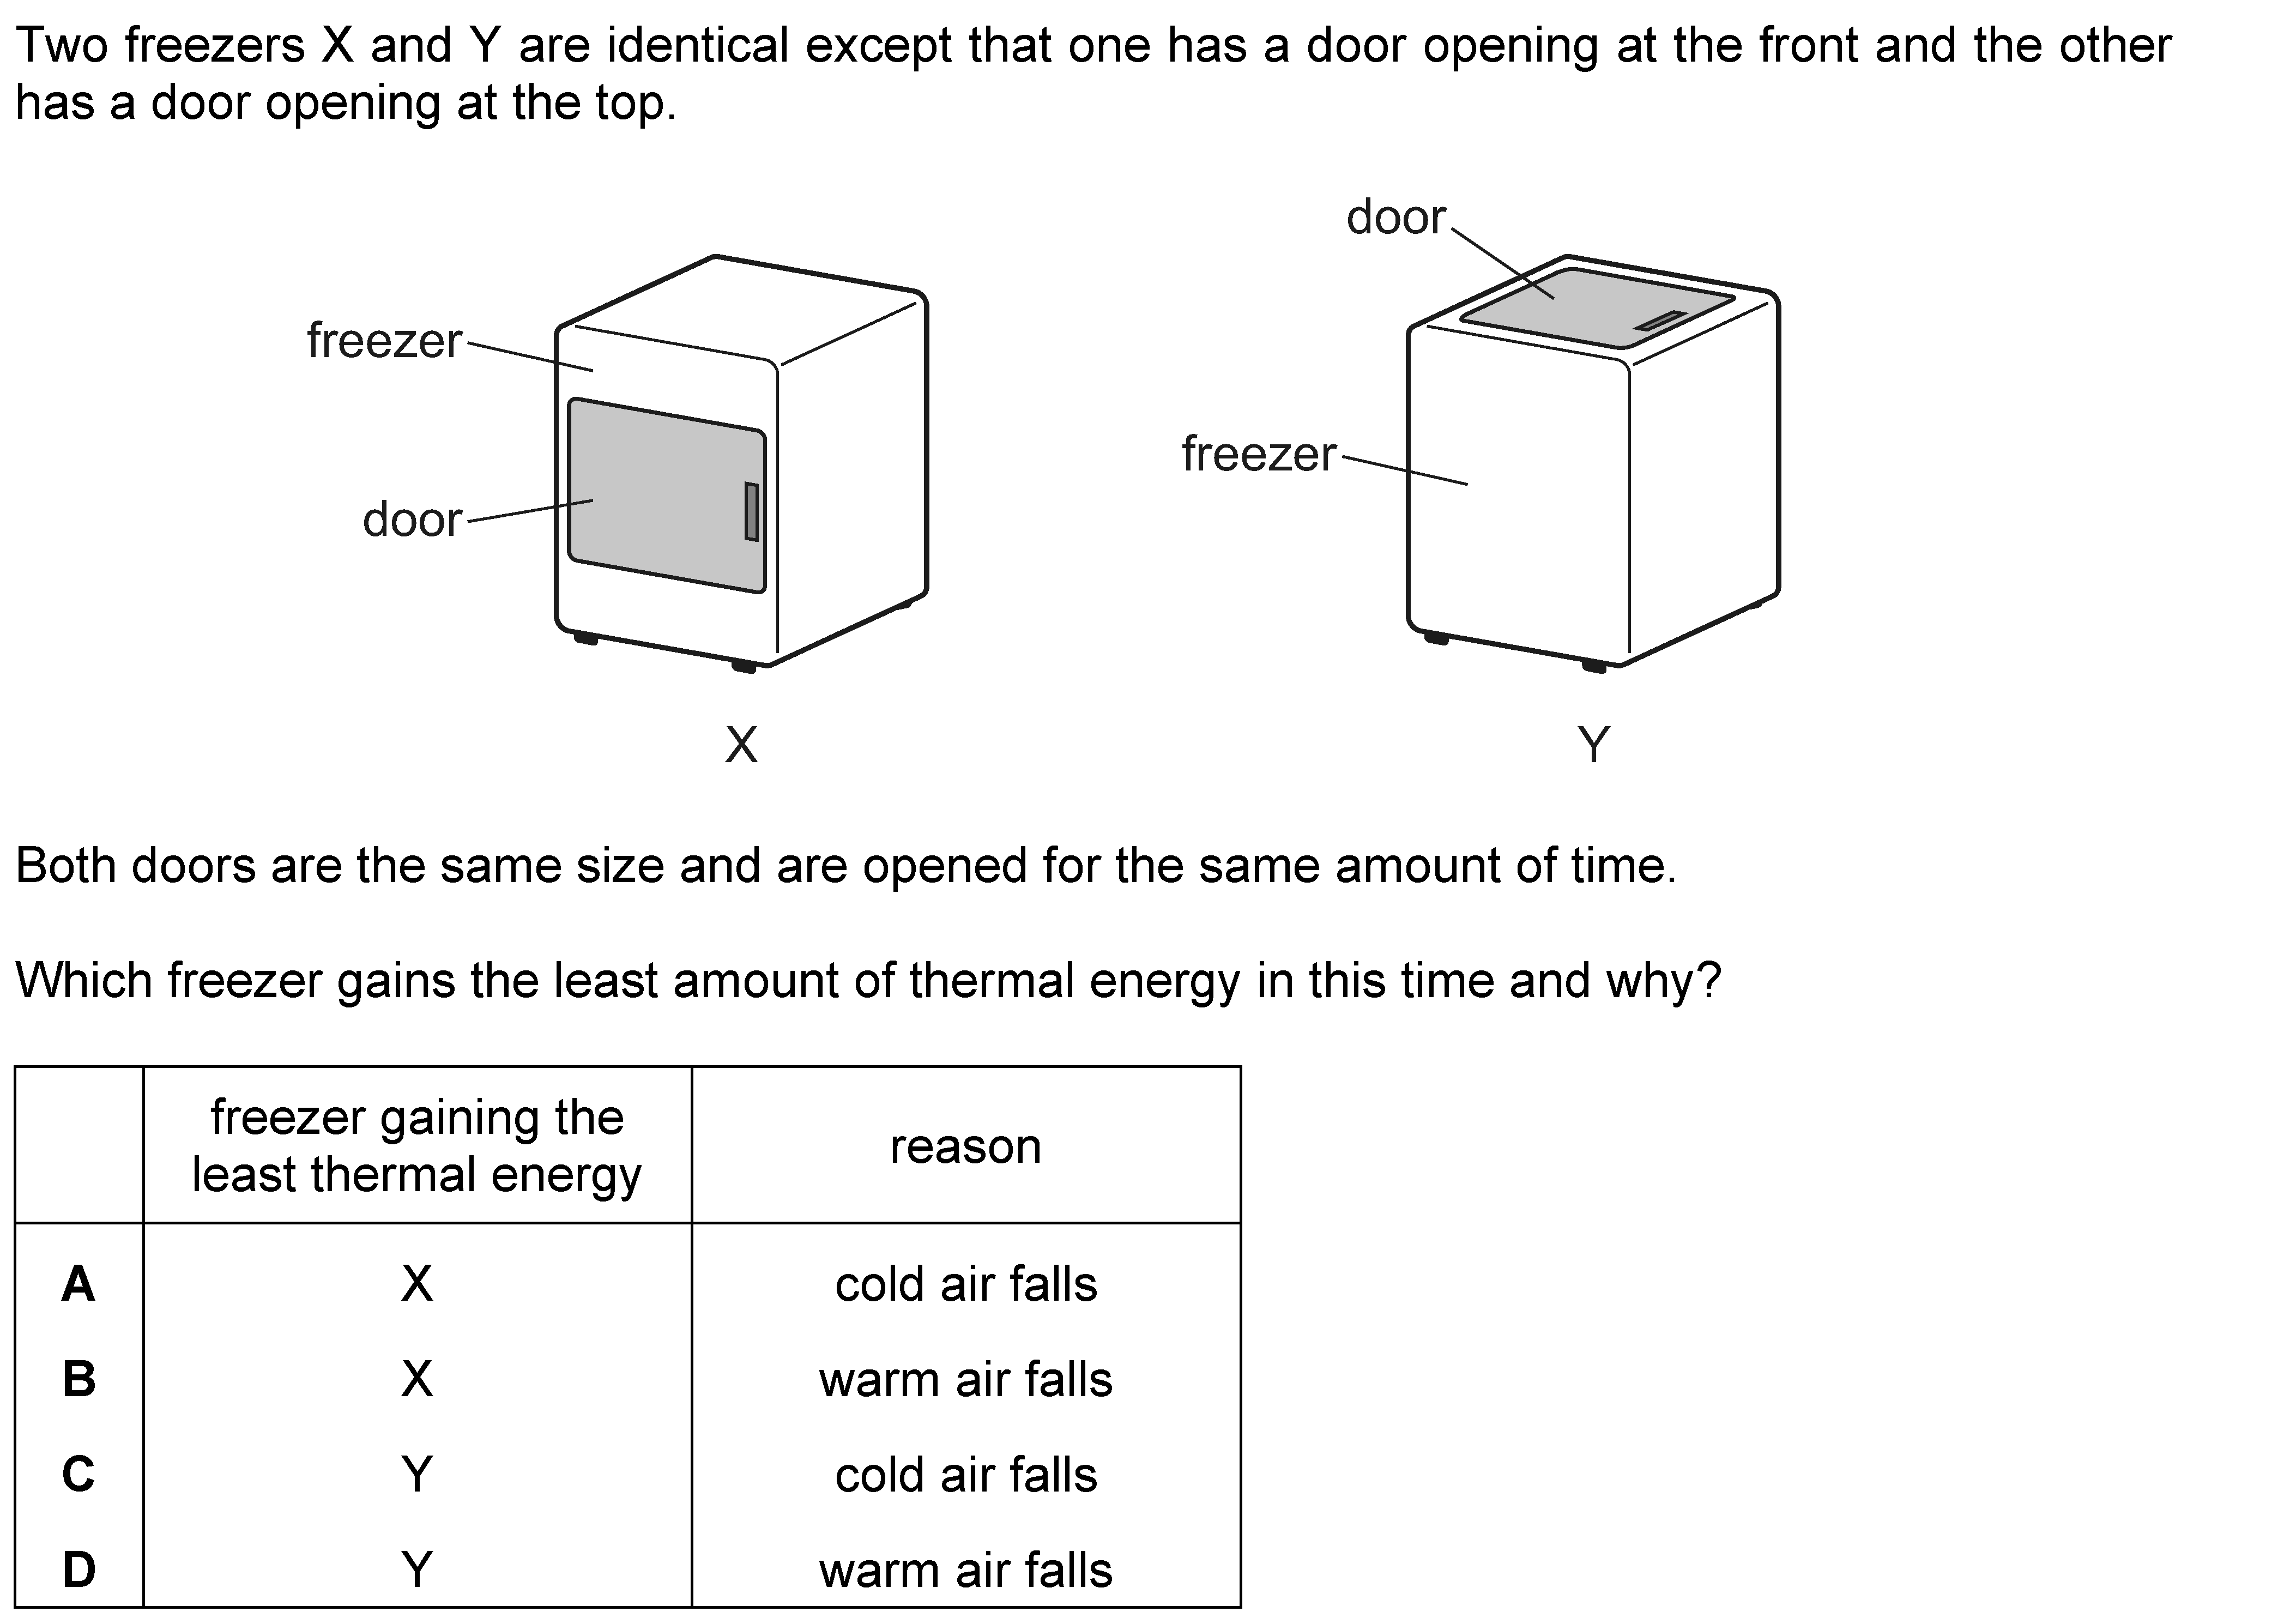 Two freezers X and Y are identical except that one has a door opening at the front and the other
has a door opening at the top.
door
freezer
freezer
door
X
Y
Both doors are the same size and are opened for the same amount of time.
Which freezer gains the least amount of thermal energy in this time and why?
freezer gaining the
least thermal energy
reason
A X cold air falls
B X warm air falls
C Y cold air falls
D Y warm air falls